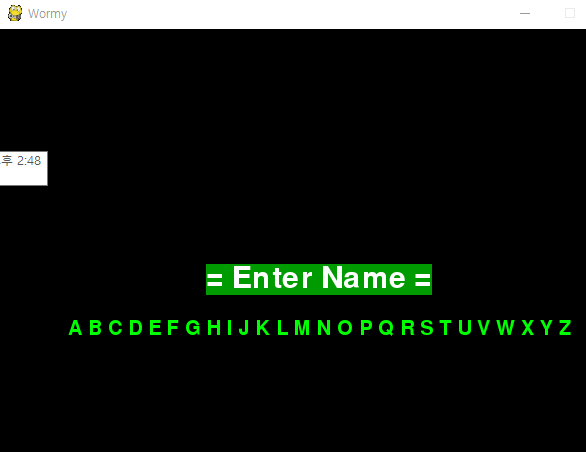 Wormy
후 2:48
= Enter Name =
A B C D E F G H I J K L M N O P Q R S T U V W X Y Z